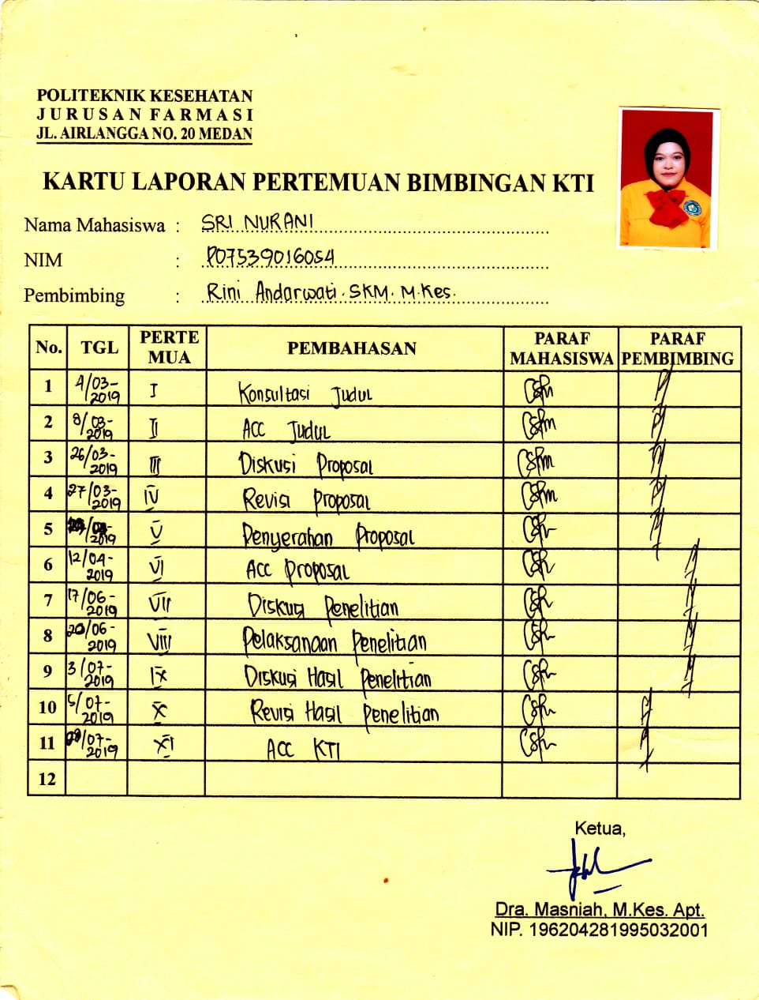 POLITEKNIK KESEHATAN
JURUSAN FARMASI
JL. AIRLANGGA NO. 20 MEDAN
KARTU LAPORAN PERTEMUAN BIMBINGAN KTI
Nama Mahasiswa : SRI NURANI
NIM : P07539016054
Pembimbing : Rini Andarwati. SKM. M.Kes.
No. TGL PERTE MUA PEMBAHASAN PARAF MAHASISWA PARAF PEMBIMBING
1 4/03-2019 I Konsultasi Judul
2 8/03-2019 II Acc Judul
3 26/03-2019 III Diskusi Proposal
4 27/03-2019 IV Revisi Proposal
5 2019 V Penyerahan Proposal
6 12/04-2019 VI Acc Proposal
7 17/06-2019 VII Diskusi Penelitian
8 20/06-2019 VIII Pelaksanaan Penelitian
9 3/07-2019 IX Diskusi Hasil Penelitian
10 5/07-2019 X Revisi Hasil Penelitian
11 /07-2019 XI Acc KTI
12
Ketua,
Dra. Masniah, M.Kes. Apt.
NIP. 196204281995032001